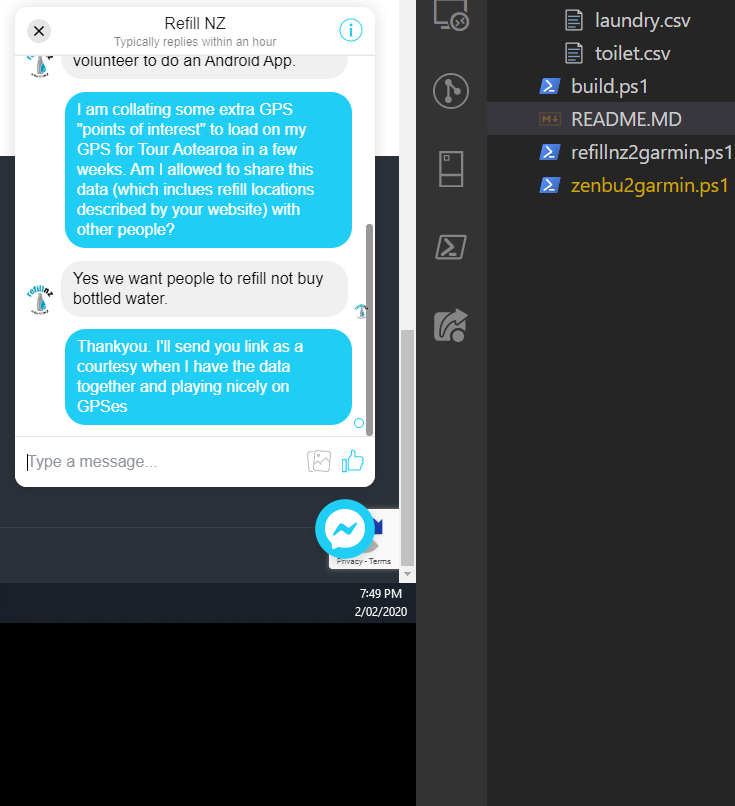 Refill NZ
Typically replies within an hour
volunteer to do an Android App.
I am collating some extra GPS
"points of interest" to load on my
GPS for Tour Aotearoa in a few
weeks. Am I allowed to share this
data (which inclues refill locations
described by your website) with
other people?
Yes we want people to refill not buy
bottled water.
Thankyou. I'll send you link as a
courtesy when I have the data
together and playing nicely on
GPSes
Type a message...
Privacy - Terms
7:49 PM
2/02/2020
laundry.csv
toilet.csv
build.ps1
M↓ README.MD
refillnz2garmin.ps1
zenbu2garmin.ps1